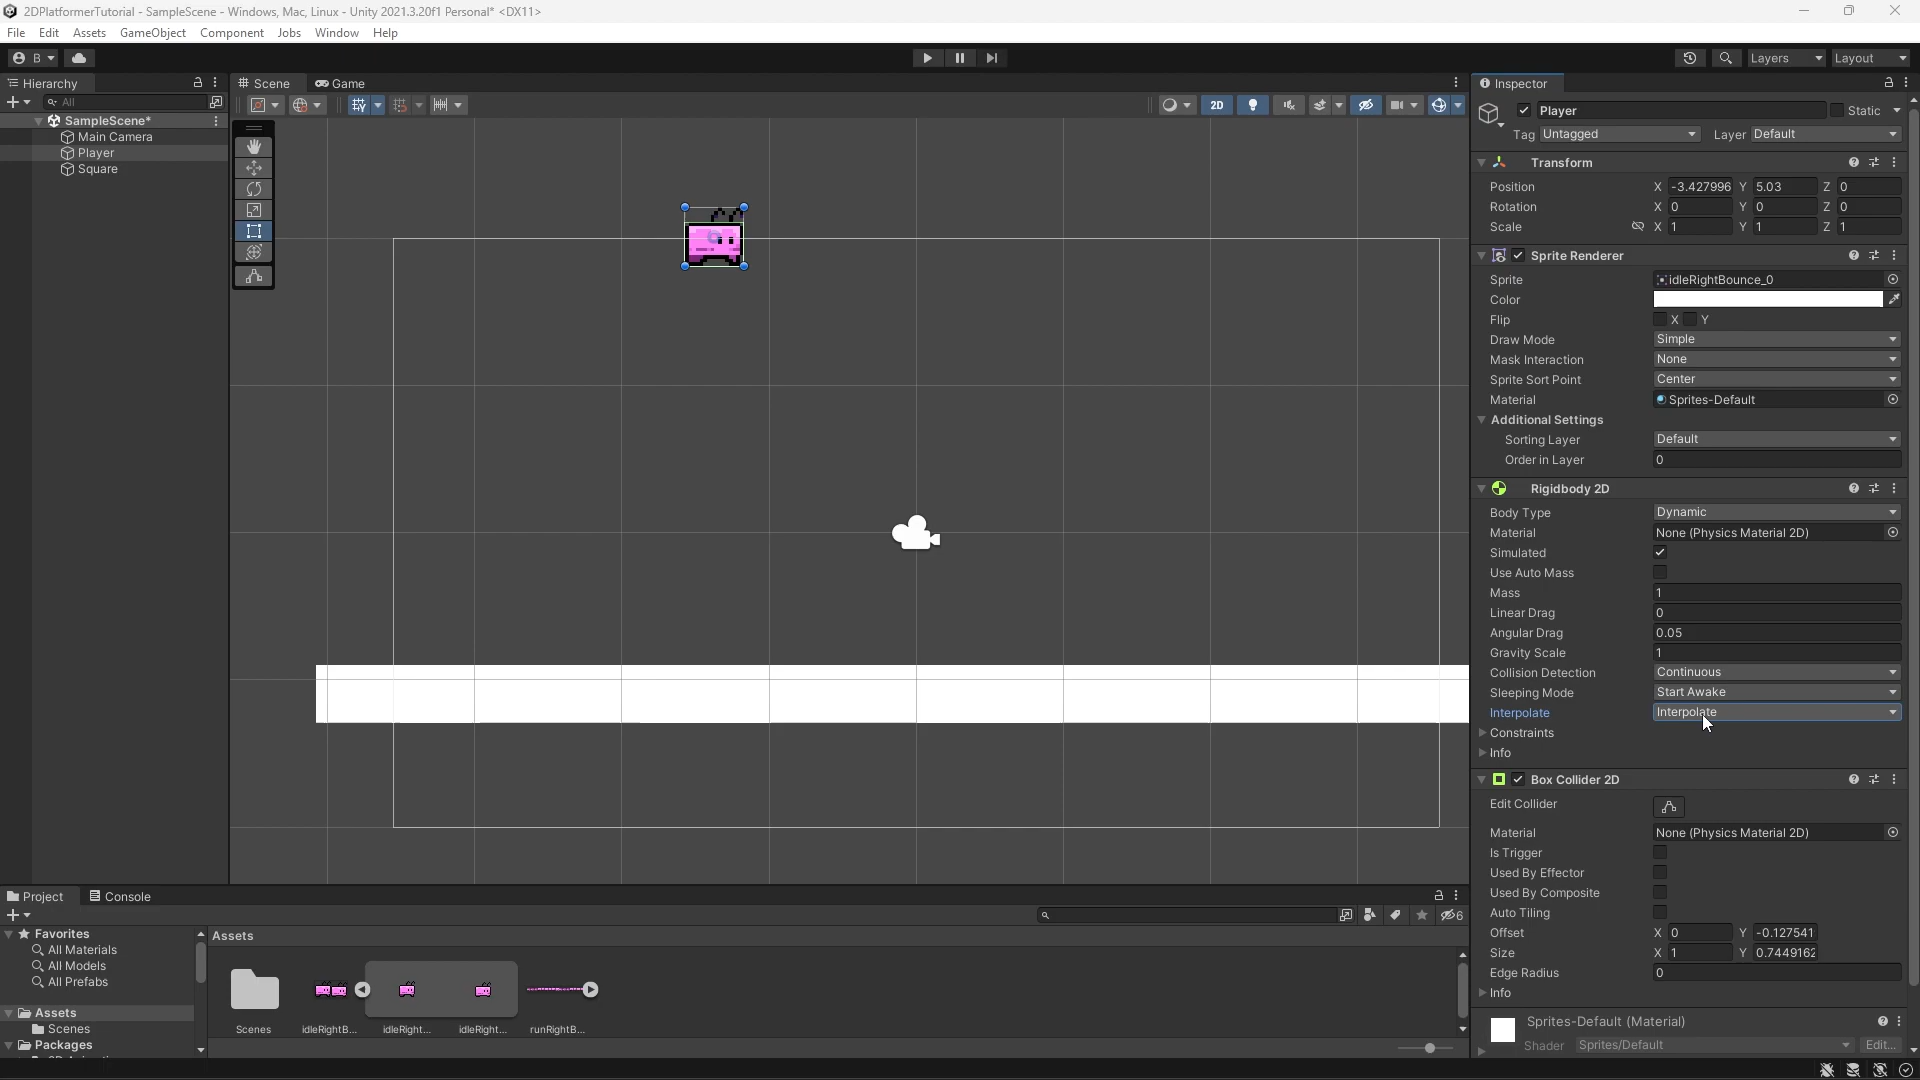 2DPlatformerTutorial - SampleScene - Windows, Mac, Linux - Unity 2021.3.20f1 Personal* <DX11>
File Edit Assets GameObject Component Jobs Window Help
B Layers Layout
Hierarchy
All
SampleScene*
Main Camera
Player
Square
Scene Game
2D
Inspector
Player Static
Tag Untagged Layer Default
Transform
Position X -3.427996 Y 5.03 Z 0
Rotation X 0 Y 0 Z 0
Scale X 1 Y 1 Z 1
Sprite Renderer
Sprite idleRightBounce_0
Color
Flip X Y
Draw Mode Simple
Mask Interaction None
Sprite Sort Point Center
Material Sprites-Default
Additional Settings
Sorting Layer Default
Order in Layer 0
Rigidbody 2D
Body Type Dynamic
Material None (Physics Material 2D)
Simulated
Use Auto Mass
Mass 1
Linear Drag 0
Angular Drag 0.05
Gravity Scale 1
Collision Detection Continuous
Sleeping Mode Start Awake
Interpolate Interpolate
Constraints
Info
Box Collider 2D
Edit Collider
Material None (Physics Material 2D)
Is Trigger
Used By Effector
Used By Composite
Auto Tiling
Offset X 0 Y -0.127541
Size X 1 Y 0.7449162
Edge Radius 0
Info
Sprites-Default (Material)
Shader Sprites/Default Edit...
Project Console
6
Favorites
All Materials
All Models
All Prefabs
Assets
Scenes
Packages
Assets
Scenes idleRightB... idleRight... idleRight... runRightB...